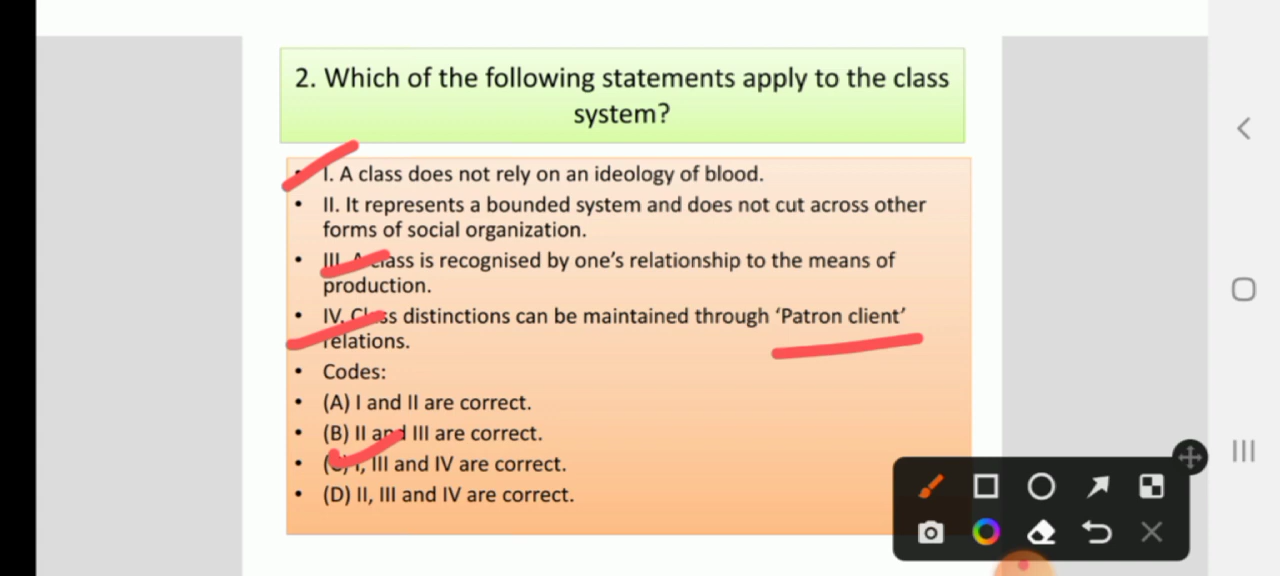 2. Which of the following statements apply to the class
system?
• I. A class does not rely on an ideology of blood.
• II. It represents a bounded system and does not cut across other
forms of social organization.
• III. A class is recognised by one's relationship to the means of
production.
• IV. Class distinctions can be maintained through 'Patron client'
relations.
• Codes:
• (A) I and II are correct.
• (B) II and III are correct.
• (C) I, III and IV are correct.
• (D) II, III and IV are correct.